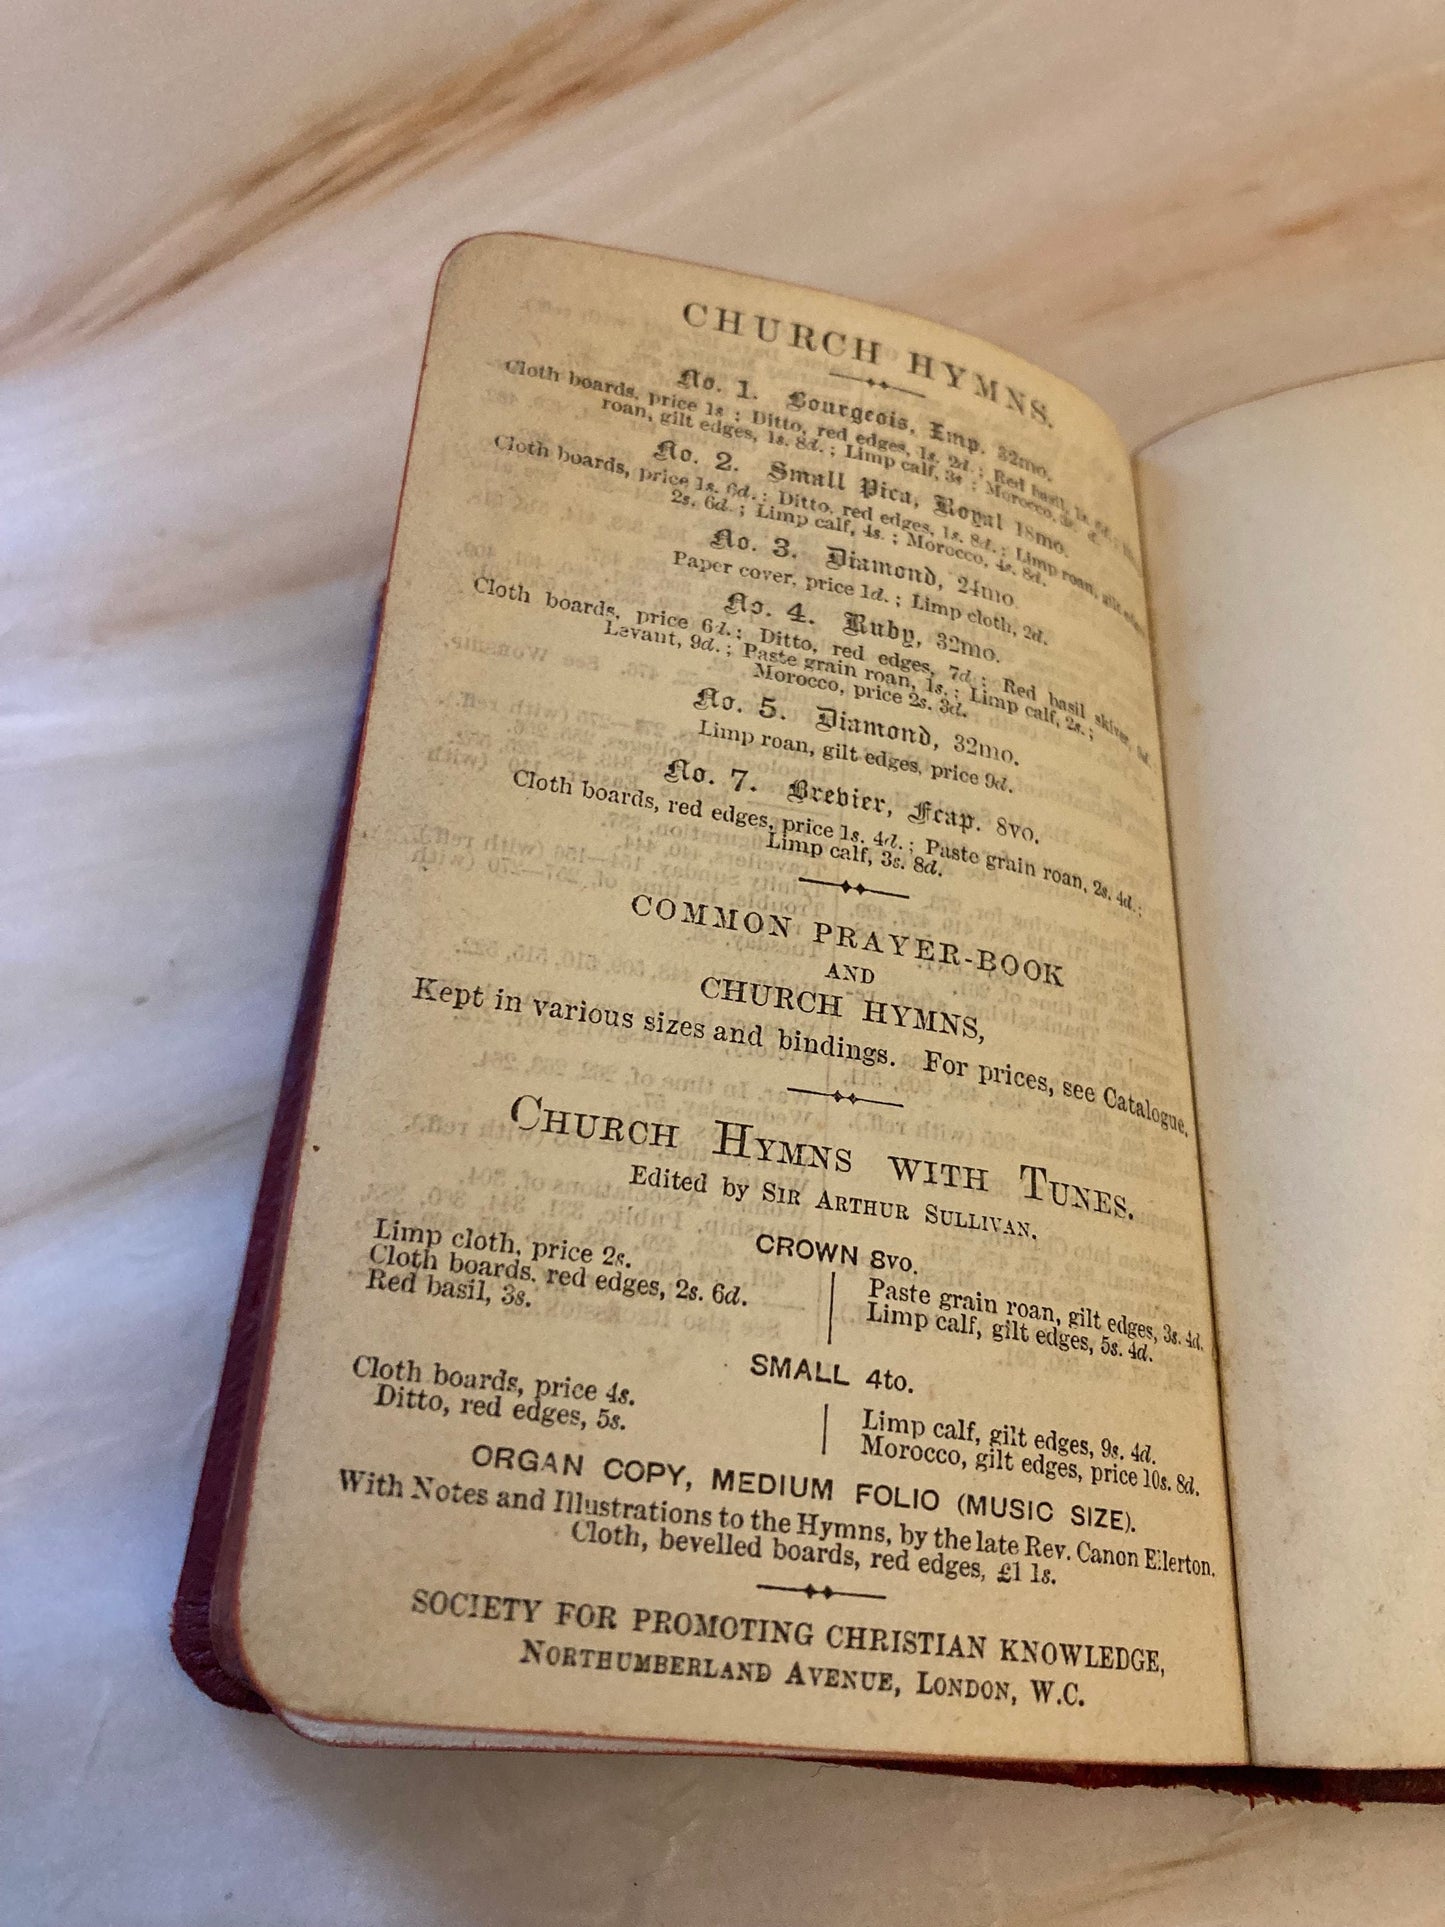 CHURCH HYMNS.
No. 1. Bourgeois, Imp. 32mo.
Cloth boards, price 1s; Ditto, red edges, 1s. 2d.; Red basil, 1s.
roan, gilt edges, 1s. 8d.; Limp calf, 3s; Morocco, 3s.
No. 2. Small Pica, Royal 18mo.
Cloth boards, price 1s. 6d.; Ditto, red edges, 1s. 8d.; Limp roan, gilt edges
2s. 6d.; Limp calf, 4s.; Morocco, 4s. 8d.
No. 3. Diamond, 24mo.
Paper cover, price 1d.; Limp cloth, 2d.
No. 4. Ruby, 32mo.
Cloth boards, price 6d.; Ditto, red edges, 7d; Red basil skiver,
Levant, 9d.; Paste grain roan, 1s.; Limp calf, 2s.;
Morocco, price 2s. 3d.
No. 5. Diamond, 32mo.
Limp roan, gilt edges, price 9d.
No. 7. Brevier, Fcap. 8vo.
Cloth boards, red edges, price 1s. 4d.; Paste grain roan, 2s. 4d.;
Limp calf, 3s. 8d.
COMMON PRAYER-BOOK
AND
CHURCH HYMNS,
Kept in various sizes and bindings. For prices, see Catalogue.
CHURCH HYMNS WITH TUNES.
Edited by SIR ARTHUR SULLIVAN.
CROWN 8vo.
Limp cloth, price 2s.
Cloth boards, red edges, 2s. 6d.
Red basil, 3s.
Paste grain roan, gilt edges, 3s. 4d.
Limp calf, gilt edges, 5s. 4d.
SMALL 4to.
Cloth boards, price 4s.
Ditto, red edges, 5s.
Limp calf, gilt edges, 9s. 4d.
Morocco, gilt edges, price 10s. 8d.
ORGAN COPY, MEDIUM FOLIO (MUSIC SIZE).
With Notes and Illustrations to the Hymns, by the late Rev. Canon Ellerton.
Cloth, bevelled boards, red edges, £1 1s.
SOCIETY FOR PROMOTING CHRISTIAN KNOWLEDGE,
NORTHUMBERLAND AVENUE, LONDON, W.C.